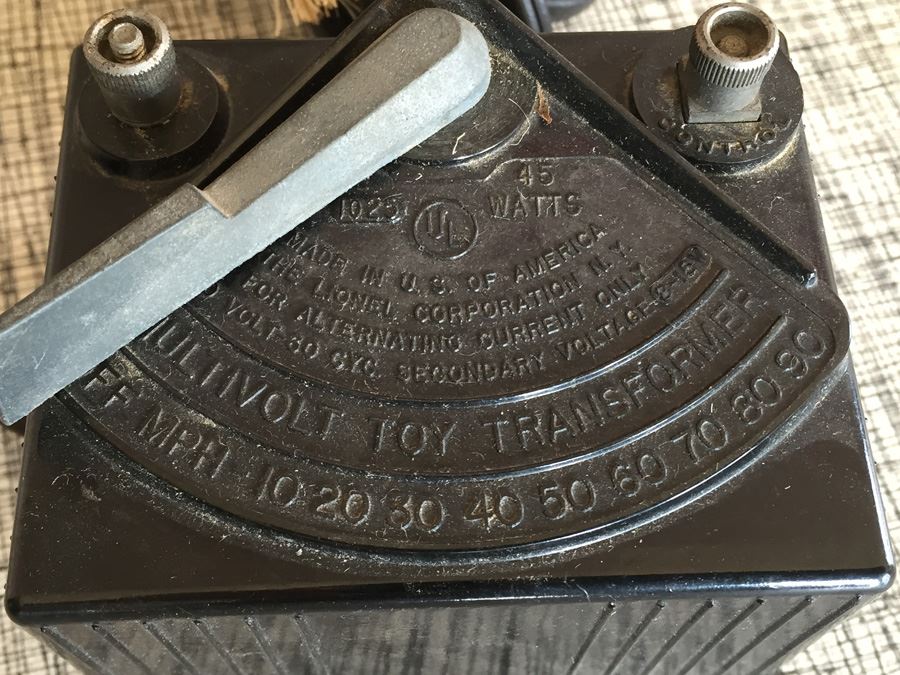 CONTROL
45
1025 UL WATTS
MADE IN U. S. OF AMERICA
THE LIONEL CORPORATION N.Y.
FOR ALTERNATING CURRENT ONLY
VOLT-60 CYC. SECONDARY VOLTAGE
MULTIVOLT TOY TRANSFORMER
FF MPH 10 20 30 40 50 60 70 80 90